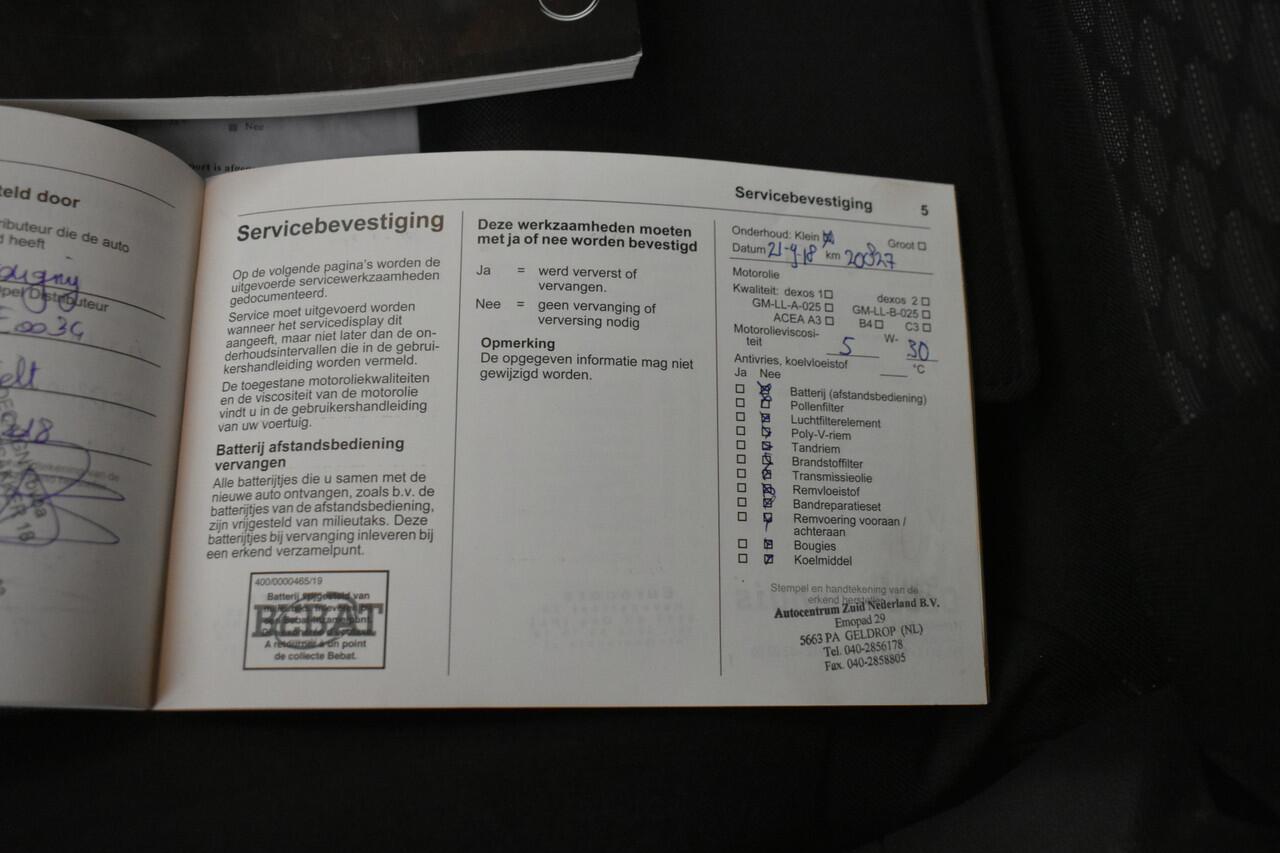 Nee
teld door
ributeur die de auto
d heeft
pel Distributeur
elt
Servicebevestiging
Op de volgende pagina's worden de
uitgevoerde servicewerkzaamheden
gedocumenteerd.
Service moet uitgevoerd worden
wanneer het servicedisplay dit
aangeeft, maar niet later dan de on-
derhoudsintervallen die in de gebrui-
kershandleiding worden vermeld.
De toegestane motoroliekwaliteiten
en de viscositeit van de motorolie
vindt u in de gebruikershandleiding
van uw voertuig.
Batterij afstandsbediening
vervangen
Alle batterijtjes die u samen met de
nieuwe auto ontvangen, zoals b.v. de
batterijtjes van de afstandsbediening,
zijn vrijgesteld van milieutaks. Deze
batterijtjes bij vervanging inleveren bij
een erkend verzamelpunt.
400/0000465/19
BEBAT
A retourner à un point
de collecte Bebat.
Deze werkzaamheden moeten
met ja of nee worden bevestigd
Ja = werd ververst of
vervangen.
Nee = geen vervanging of
verversing nodig
Opmerking
De opgegeven informatie mag niet
gewijzigd worden.
Servicebevestiging 5
Onderhoud: Klein Groot
Datum 21-9-18 km 20827
Motorolie
Kwaliteit: dexos 1 dexos 2
GM-LL-A-025 GM-LL-B-025
ACEA A3 B4 C3
Motorolieviscosi-
teit 5 W- 30
Antivries, koelvloeistof °C
Ja Nee
Batterij (afstandsbediening)
Pollenfilter
Luchtfilterelement
Poly-V-riem
Tandriem
Brandstoffilter
Transmissieolie
Remvloeistof
Bandreparatieset
Remvoering vooraan /
achteraan
Bougies
Koelmiddel
Stempel en handtekening van de
erkend hersteller
Autocentrum Zuid Nederland B.V.
Emopad 29
5663 PA GELDROP (NL)
Tel. 040-2856178
Fax. 040-2858805